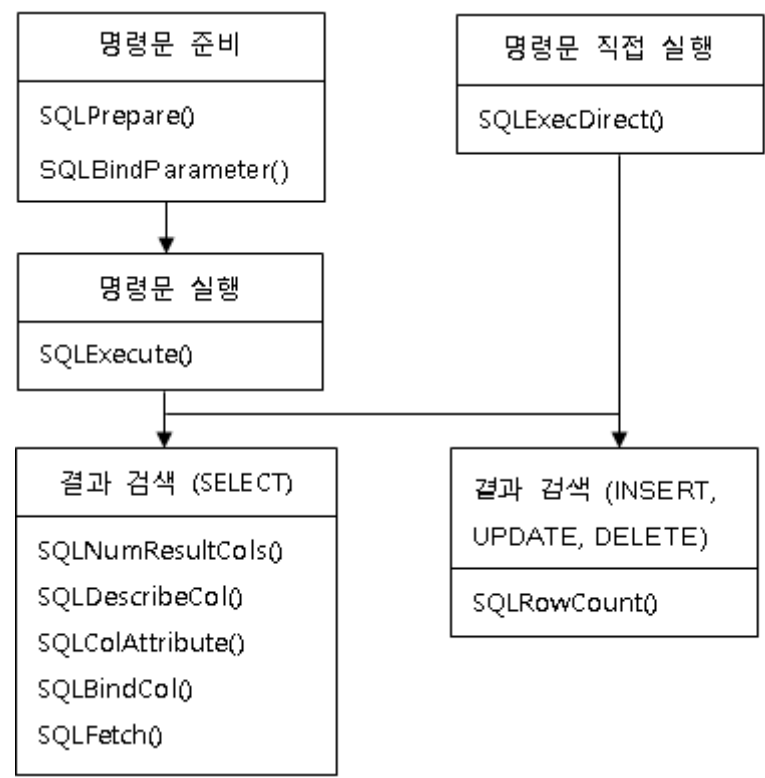 명령문 준비
SQLPrepare()
SQLBindParameter()
명령문 직접 실행
SQLExecDirect()
명령문 실행
SQLExecute()
결과 검색 (SELECT)
SQLNumResultCols()
SQLDescribeCol()
SQLColAttribute()
SQLBindCol()
SQLFetch()
결과 검색 (INSERT,
UPDATE, DELETE)
SQLRowCount()